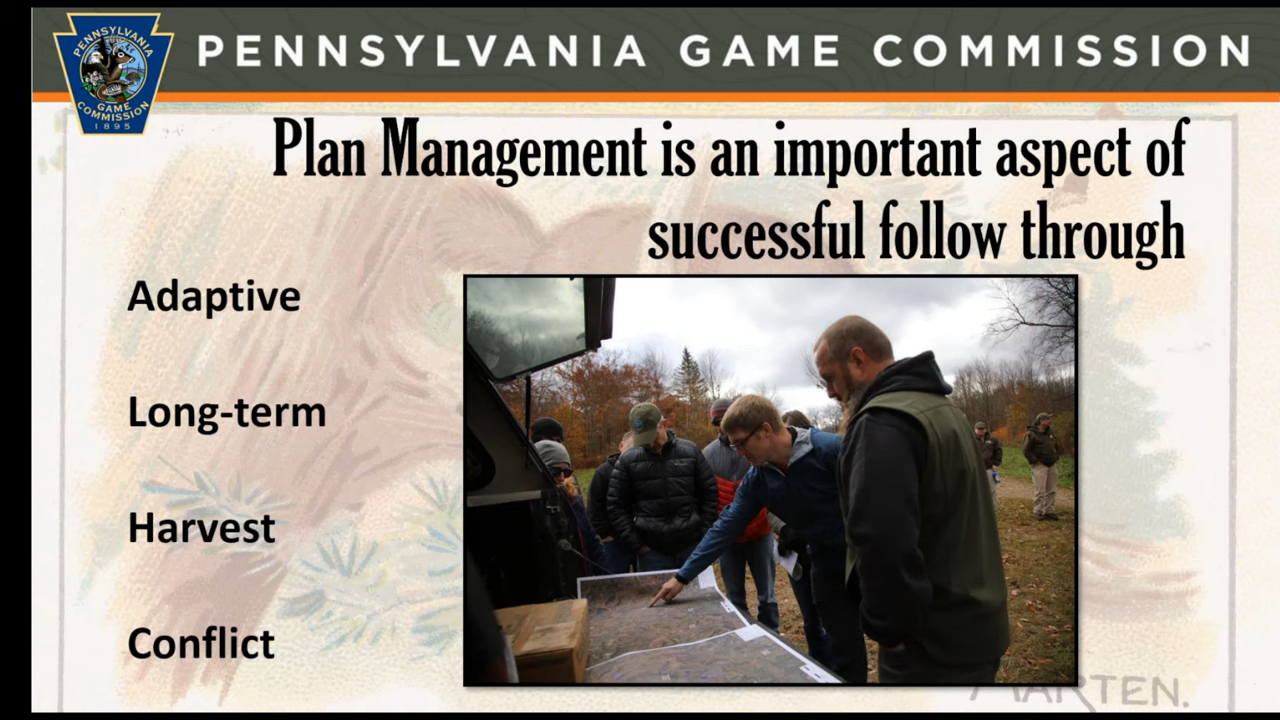 PENNSYLVANIA GAME COMMISSION
PENNSYLVANIA
GAME
COMMISSION
1895
Plan Management is an important aspect of
successful follow through
Adaptive
Long-term
Harvest
Conflict
MARTEN.